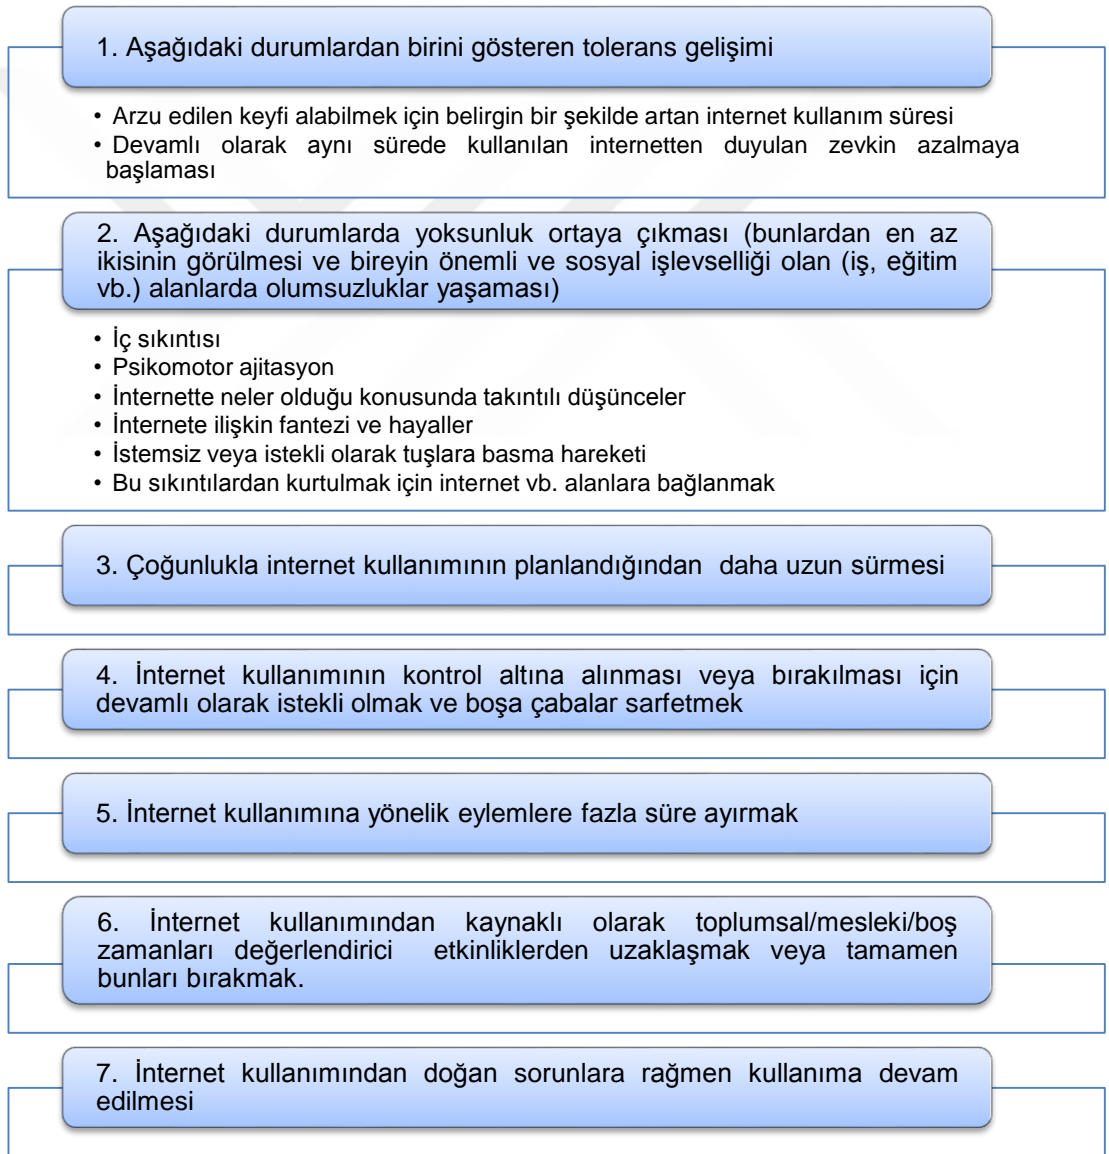 1. Aşağıdaki durumlardan birini gösteren tolerans gelişimi
• Arzu edilen keyfi alabilmek için belirgin bir şekilde artan internet kullanım süresi
• Devamlı olarak aynı sürede kullanılan internetten duyulan zevkin azalmaya
başlaması
2. Aşağıdaki durumlarda yoksunluk ortaya çıkması (bunlardan en az
ikisinin görülmesi ve bireyin önemli ve sosyal işlevselliği olan (iş, eğitim
vb.) alanlarda olumsuzluklar yaşaması)
• İç sıkıntısı
• Psikomotor ajitasyon
• İnternette neler olduğu konusunda takıntılı düşünceler
• İnternete ilişkin fantezi ve hayaller
• İstemsiz veya istekli olarak tuşlara basma hareketi
• Bu sıkıntılardan kurtulmak için internet vb. alanlara bağlanmak
3. Çoğunlukla internet kullanımının planlandığından daha uzun sürmesi
4. İnternet kullanımının kontrol altına alınması veya bırakılması için
devamlı olarak istekli olmak ve boşa çabalar sarfetmek
5. İnternet kullanımına yönelik eylemlere fazla süre ayırmak
6. İnternet kullanımından kaynaklı olarak toplumsal/mesleki/boş
zamanları değerlendirici etkinliklerden uzaklaşmak veya tamamen
bunları bırakmak.
7. İnternet kullanımından doğan sorunlara rağmen kullanıma devam
edilmesi